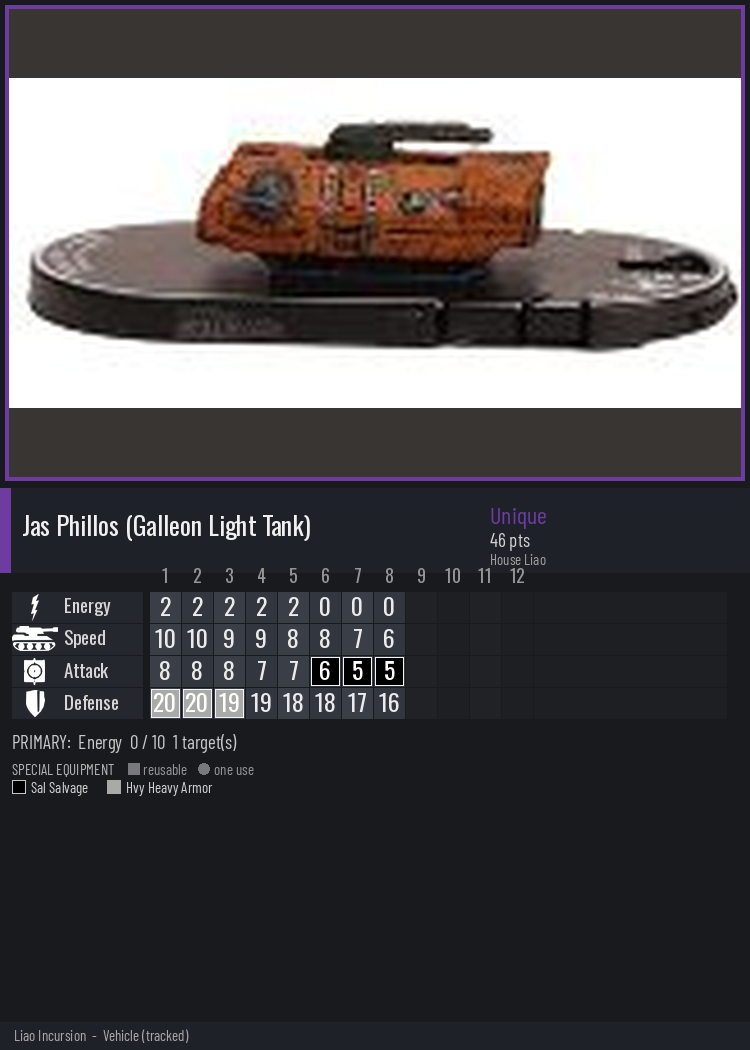 Jas Phillos (Galleon Light Tank)
Unique
46 pts
House Liao
1 2 3 4 5 6 7 8 9 10 11 12
Energy 2 2 2 2 2 0 0 0
Speed 10 10 9 9 8 8 7 6
Attack 8 8 8 7 7 6 5 5
Defense 20 20 19 19 18 18 17 16
PRIMARY: Energy 0 / 10 1 target(s)
SPECIAL EQUIPMENT reusable one use
Sal Salvage Hvy Heavy Armor
Liao Incursion - Vehicle (tracked)